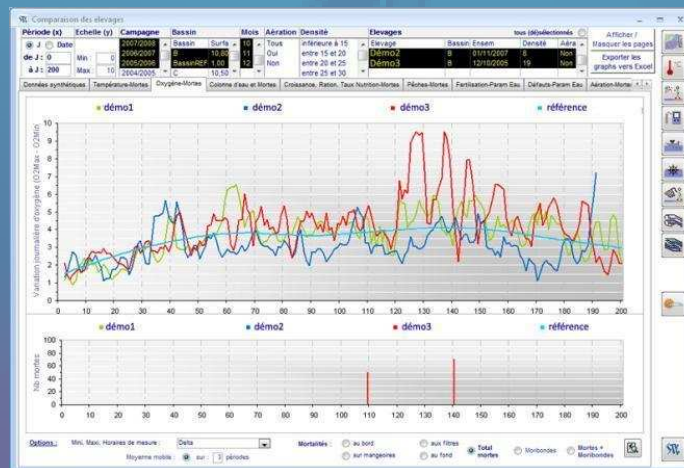 Comparaison des elevages
Période (x) Echelle (y) Campagne Bassin Mois Aération Densité Elevages tous (dé)sélectionnés Afficher / Masquer les pages
J Date 2007/2008 Bassin Surfa 10 Tous inférieure à 15 Elevage Bassin Ensem Densité Aéra
de J : 0 Min : 0 2006/2007 B 10,80 11 Oui entre 15 et 20 Démo2 B 01/11/2007 8 Non Exporter les graphs vers Excel
à J : 200 Max 10 2005/2006 BassinREF 1,00 12 Non entre 20 et 25 Démo3 B 12/10/2005 19 Non
2004/2005 C 10,50 entre 25 et 30
Données synthétiques Température-Mortes Oxygène-Mortes Colonne d'eau et Mortes Croissance, Ration, Taux Nutrition-Mortes Pêches-Mortes Fertilisation-Param Eau Défauts-Param Eau Aération-Mortes
démo1 démo2 démo3 référence
Variation journalière d'oxygène (O2Max - O2Min
10
9
8
7
6
5
4
3
2
1
0
0 10 20 30 40 50 60 70 80 90 100 110 120 130 140 150 160 170 180 190 200
démo1 démo2 démo3 référence
Nb mortes
100
80
60
40
20
0
0 10 20 30 40 50 60 70 80 90 100 110 120 130 140 150 160 170 180 190 200
Options : Mini, Maxi, Horaires de mesure : Delta Mortalités : au bord aux filtres Total mortes Moribondes Mortes + Moribondes
Moyenne mobile : sur : 3 périodes sur mangeoires au fond